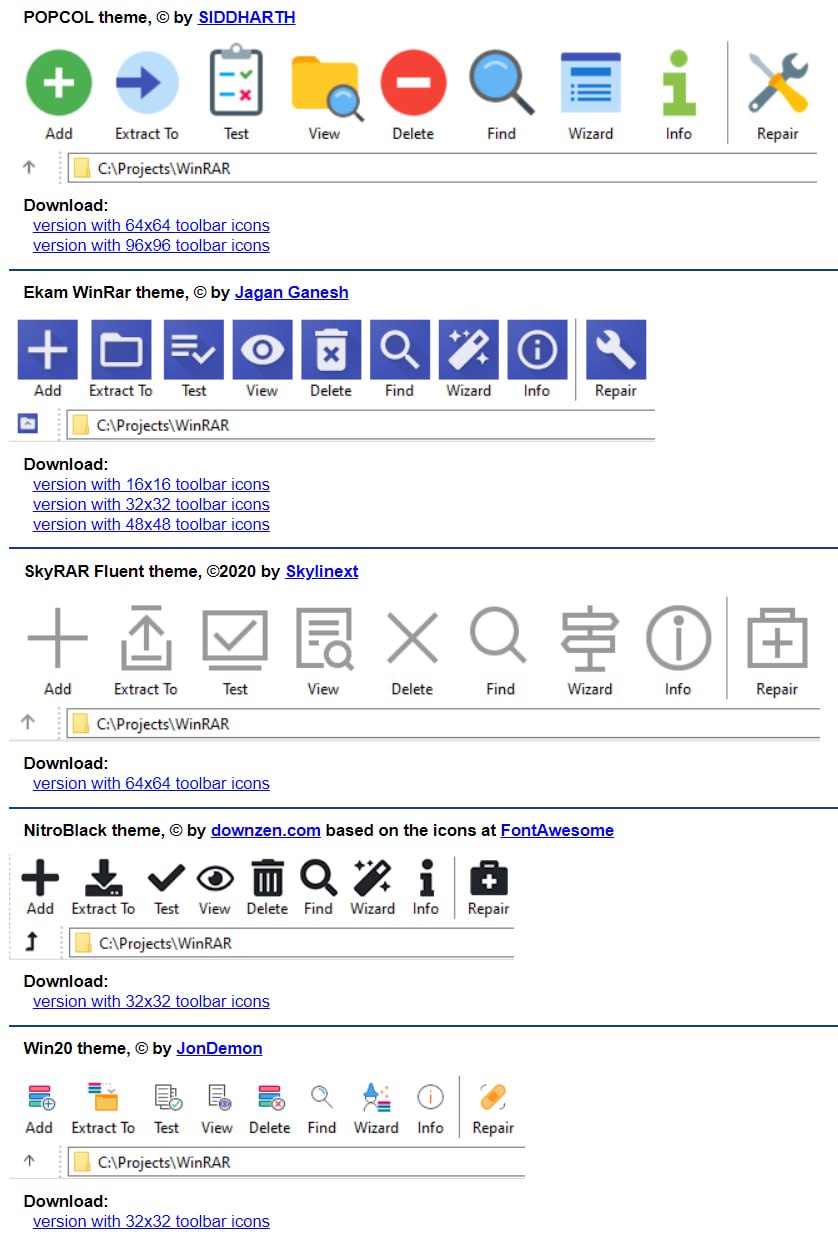 POPCOL theme, © by SIDDHARTH
Add Extract To Test View Delete Find Wizard Info Repair
C:\Projects\WinRAR
Download:
version with 64x64 toolbar icons
version with 96x96 toolbar icons
Ekam WinRar theme, © by Jagan Ganesh
Add Extract To Test View Delete Find Wizard Info Repair
C:\Projects\WinRAR
Download:
version with 16x16 toolbar icons
version with 32x32 toolbar icons
version with 48x48 toolbar icons
SkyRAR Fluent theme, ©2020 by Skylinext
Add Extract To Test View Delete Find Wizard Info Repair
C:\Projects\WinRAR
Download:
version with 64x64 toolbar icons
NitroBlack theme, © by downzen.com based on the icons at FontAwesome
Add Extract To Test View Delete Find Wizard Info Repair
C:\Projects\WinRAR
Download:
version with 32x32 toolbar icons
Win20 theme, © by JonDemon
Add Extract To Test View Delete Find Wizard Info Repair
C:\Projects\WinRAR
Download:
version with 32x32 toolbar icons